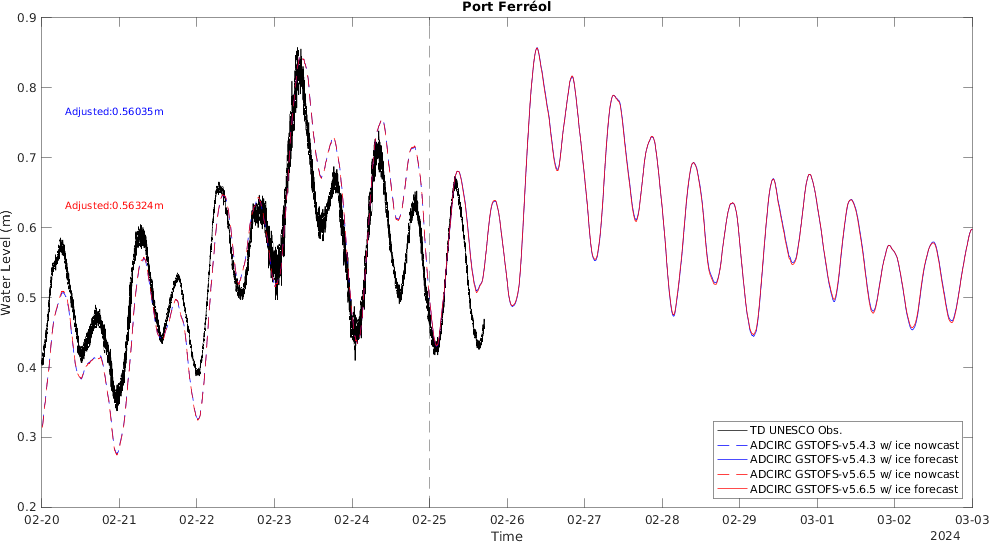 Port Ferréol
0.9
0.8
0.7
0.6
0.5
0.4
0.3
0.2
Water Level (m)
Adjusted:0.56035m
Adjusted:0.56324m
TD UNESCO Obs.
ADCIRC GSTOFS-v5.4.3 w/ ice nowcast
ADCIRC GSTOFS-v5.4.3 w/ ice forecast
ADCIRC GSTOFS-v5.6.5 w/ ice nowcast
ADCIRC GSTOFS-v5.6.5 w/ ice forecast
02-20 02-21 02-22 02-23 02-24 02-25 02-26 02-27 02-28 02-29 03-01 03-02 03-03
Time
2024